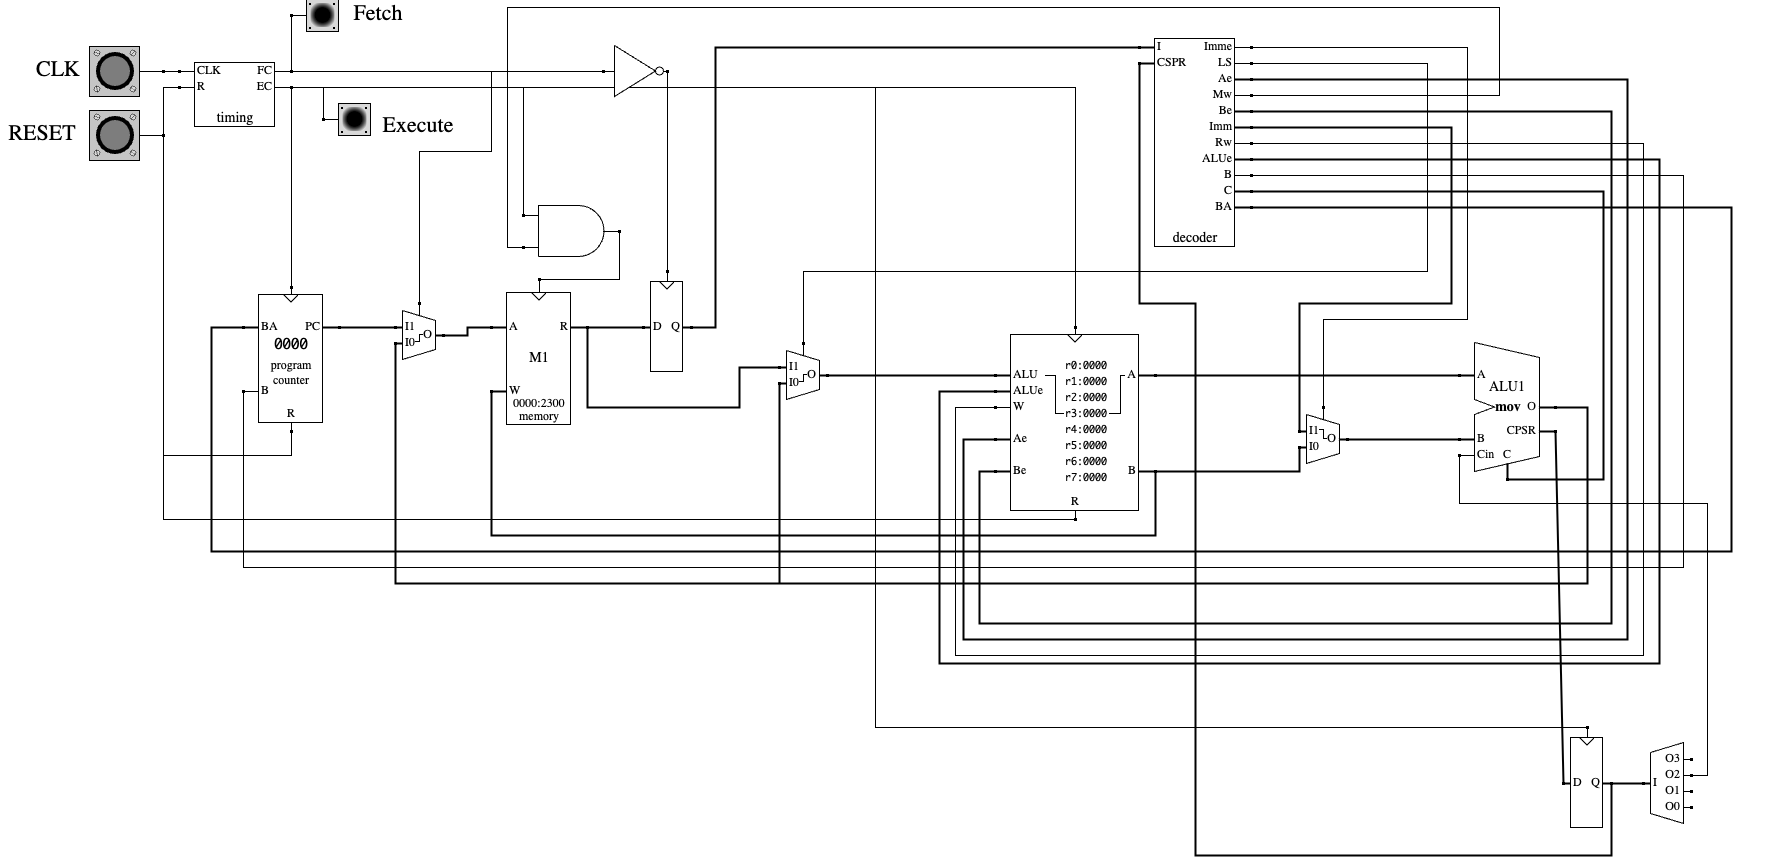 Fetch
CLK
RESET
CLK FC
R EC
timing
Execute
I Imme
CSPR LS
Ae
Mw
Be
Imm
Rw
ALUe
B
C
BA
decoder
BA PC
0000
program
counter
B
R
I1
I0 O
A R
M1
W
0000:2300
memory
D Q
I1
I0 O
ALU r0:0000 A
ALUe r1:0000
W r2:0000
r3:0000
Ae r4:0000
r5:0000
Be r6:0000 B
r7:0000
R
I1 O
I0
A
ALU1
mov O
CPSR
B
Cin C
D Q
I
O3
O2
O1
O0